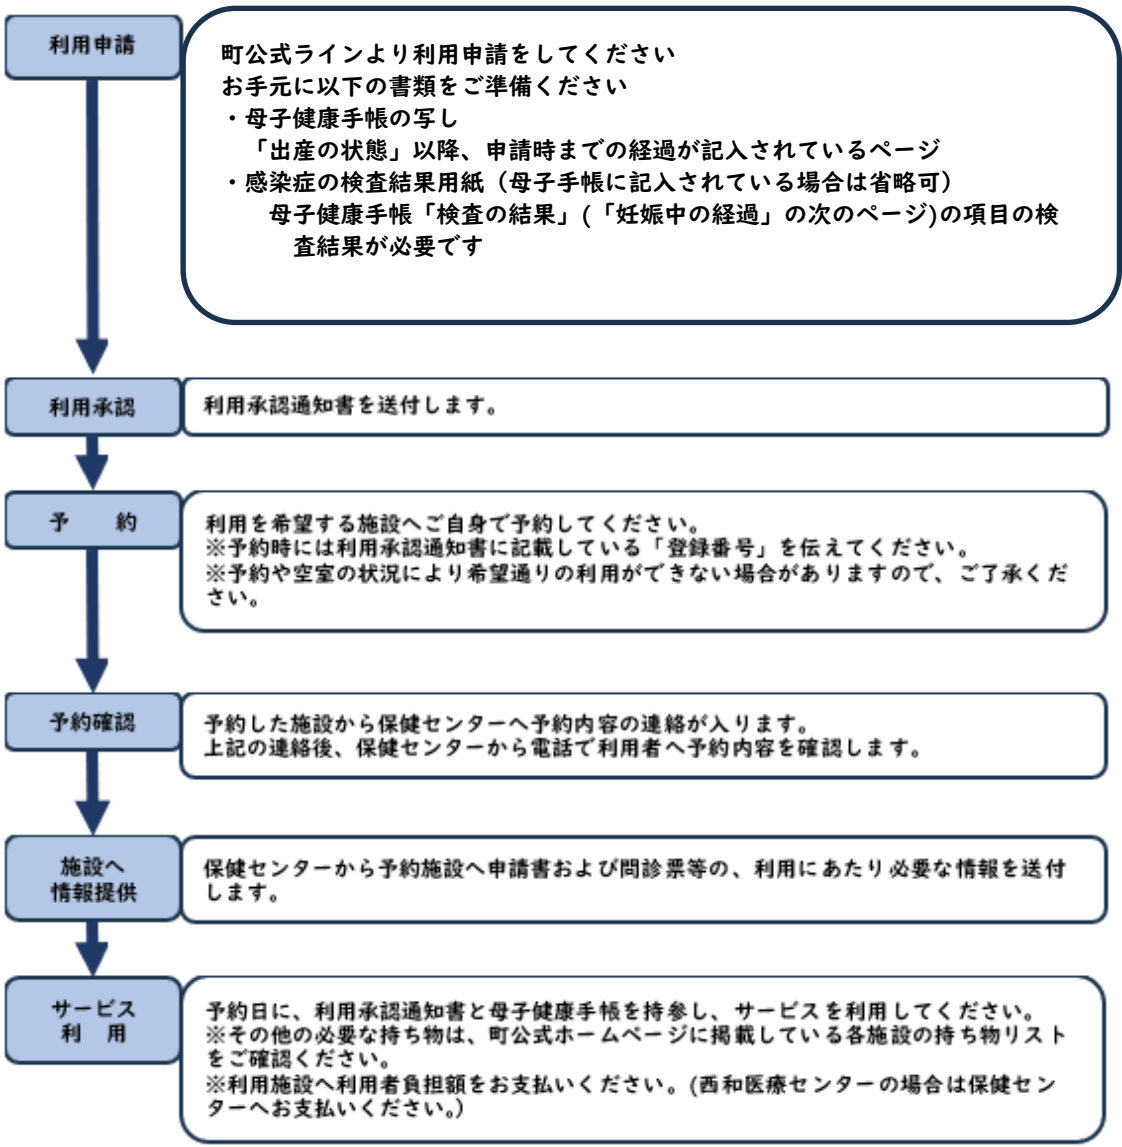 利用申請
町公式ラインより利用申請をしてください
お手元に以下の書類をご準備ください
・母子健康手帳の写し
「出産の状態」以降、申請時までの経過が記入されているページ
・感染症の検査結果用紙（母子手帳に記入されている場合は省略可）
母子健康手帳「検査の結果」(「妊娠中の経過」の次のページ)の項目の検
査結果が必要です
利用承認
利用承認通知書を送付します。
予　約
利用を希望する施設へご自身で予約してください。
※予約時には利用承認通知書に記載している「登録番号」を伝えてください。
※予約や空室の状況により希望通りの利用ができない場合がありますので、ご了承くだ
さい。
予約確認
予約した施設から保健センターへ予約内容の連絡が入ります。
上記の連絡後、保健センターから電話で利用者へ予約内容を確認します。
施設へ
情報提供
保健センターから予約施設へ申請書および問診票等の、利用にあたり必要な情報を送付
します。
サービス
利　用
予約日に、利用承認通知書と母子健康手帳を持参し、サービスを利用してください。
※その他の必要な持ち物は、町公式ホームページに掲載している各施設の持ち物リスト
をご確認ください。
※利用施設へ利用者負担額をお支払いください。(西和医療センターの場合は保健セン
ターへお支払いください。)